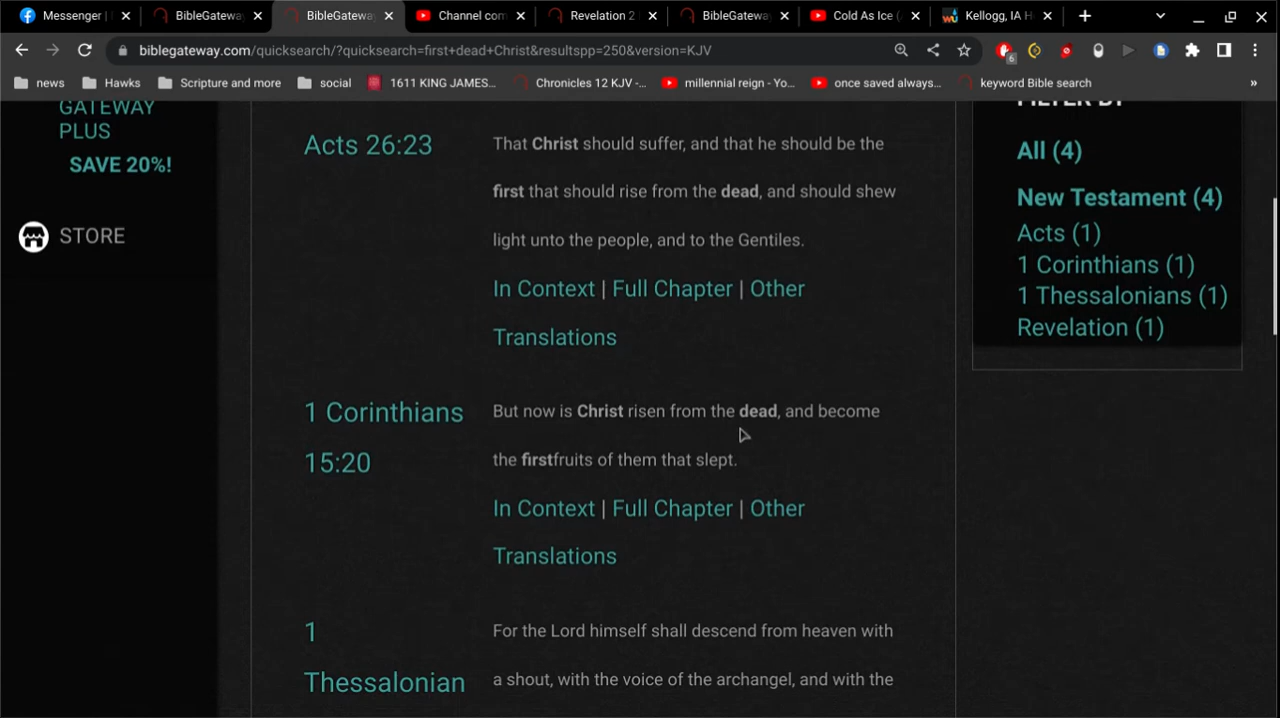 Messenger |
BibleGateway
BibleGateway
Channel com
Revelation 2
BibleGateway
Cold As Ice (
Kellogg, IA H
biblegateway.com/quicksearch/?quicksearch=first+dead+Christ&resultspp=250&version=KJV
6
news
Hawks
Scripture and more
social
1611 KING JAMES...
Chronicles 12 KJV -...
millennial reign - Yo...
once saved always...
keyword Bible search
»
GATEWAY
PLUS
SAVE 20%!
STORE
Acts 26:23
That Christ should suffer, and that he should be the
first that should rise from the dead, and should shew
light unto the people, and to the Gentiles.
In Context | Full Chapter | Other
Translations
1 Corinthians
15:20
But now is Christ risen from the dead, and become
the firstfruits of them that slept.
In Context | Full Chapter | Other
Translations
1
Thessalonian
For the Lord himself shall descend from heaven with
a shout, with the voice of the archangel, and with the
FILTER BY
All (4)
New Testament (4)
Acts (1)
1 Corinthians (1)
1 Thessalonians (1)
Revelation (1)